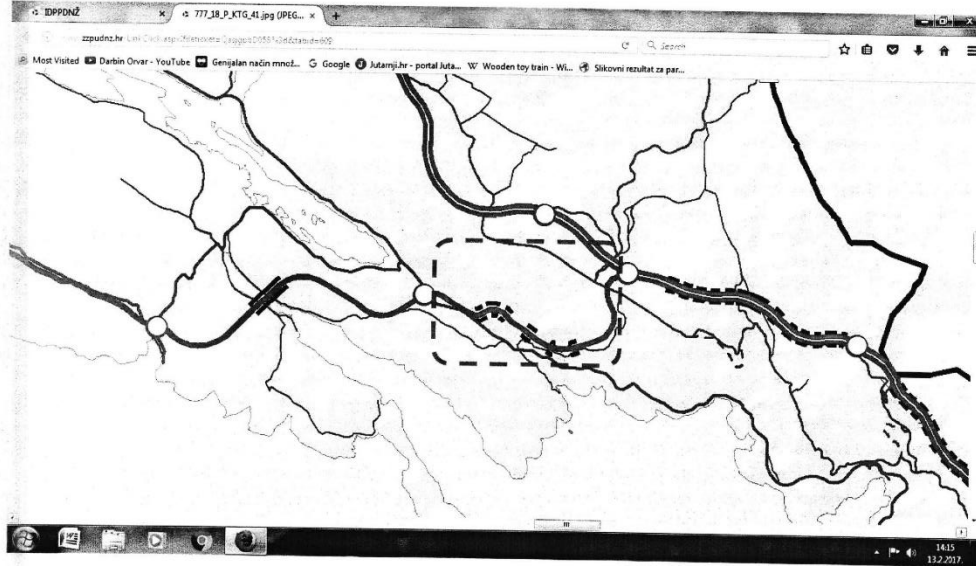 IDPPDNŽ × 777_18_P_KTG_41.jpg (JPEG... × +
zzpudnz.hr Search
Most Visited Darbin Orvar - YouTube Genijalan način množ... Google Jutarnji.hr - portal Juta... Wooden toy train - Wi... Slikovni rezultat za par...
14:15
13.2.2017.